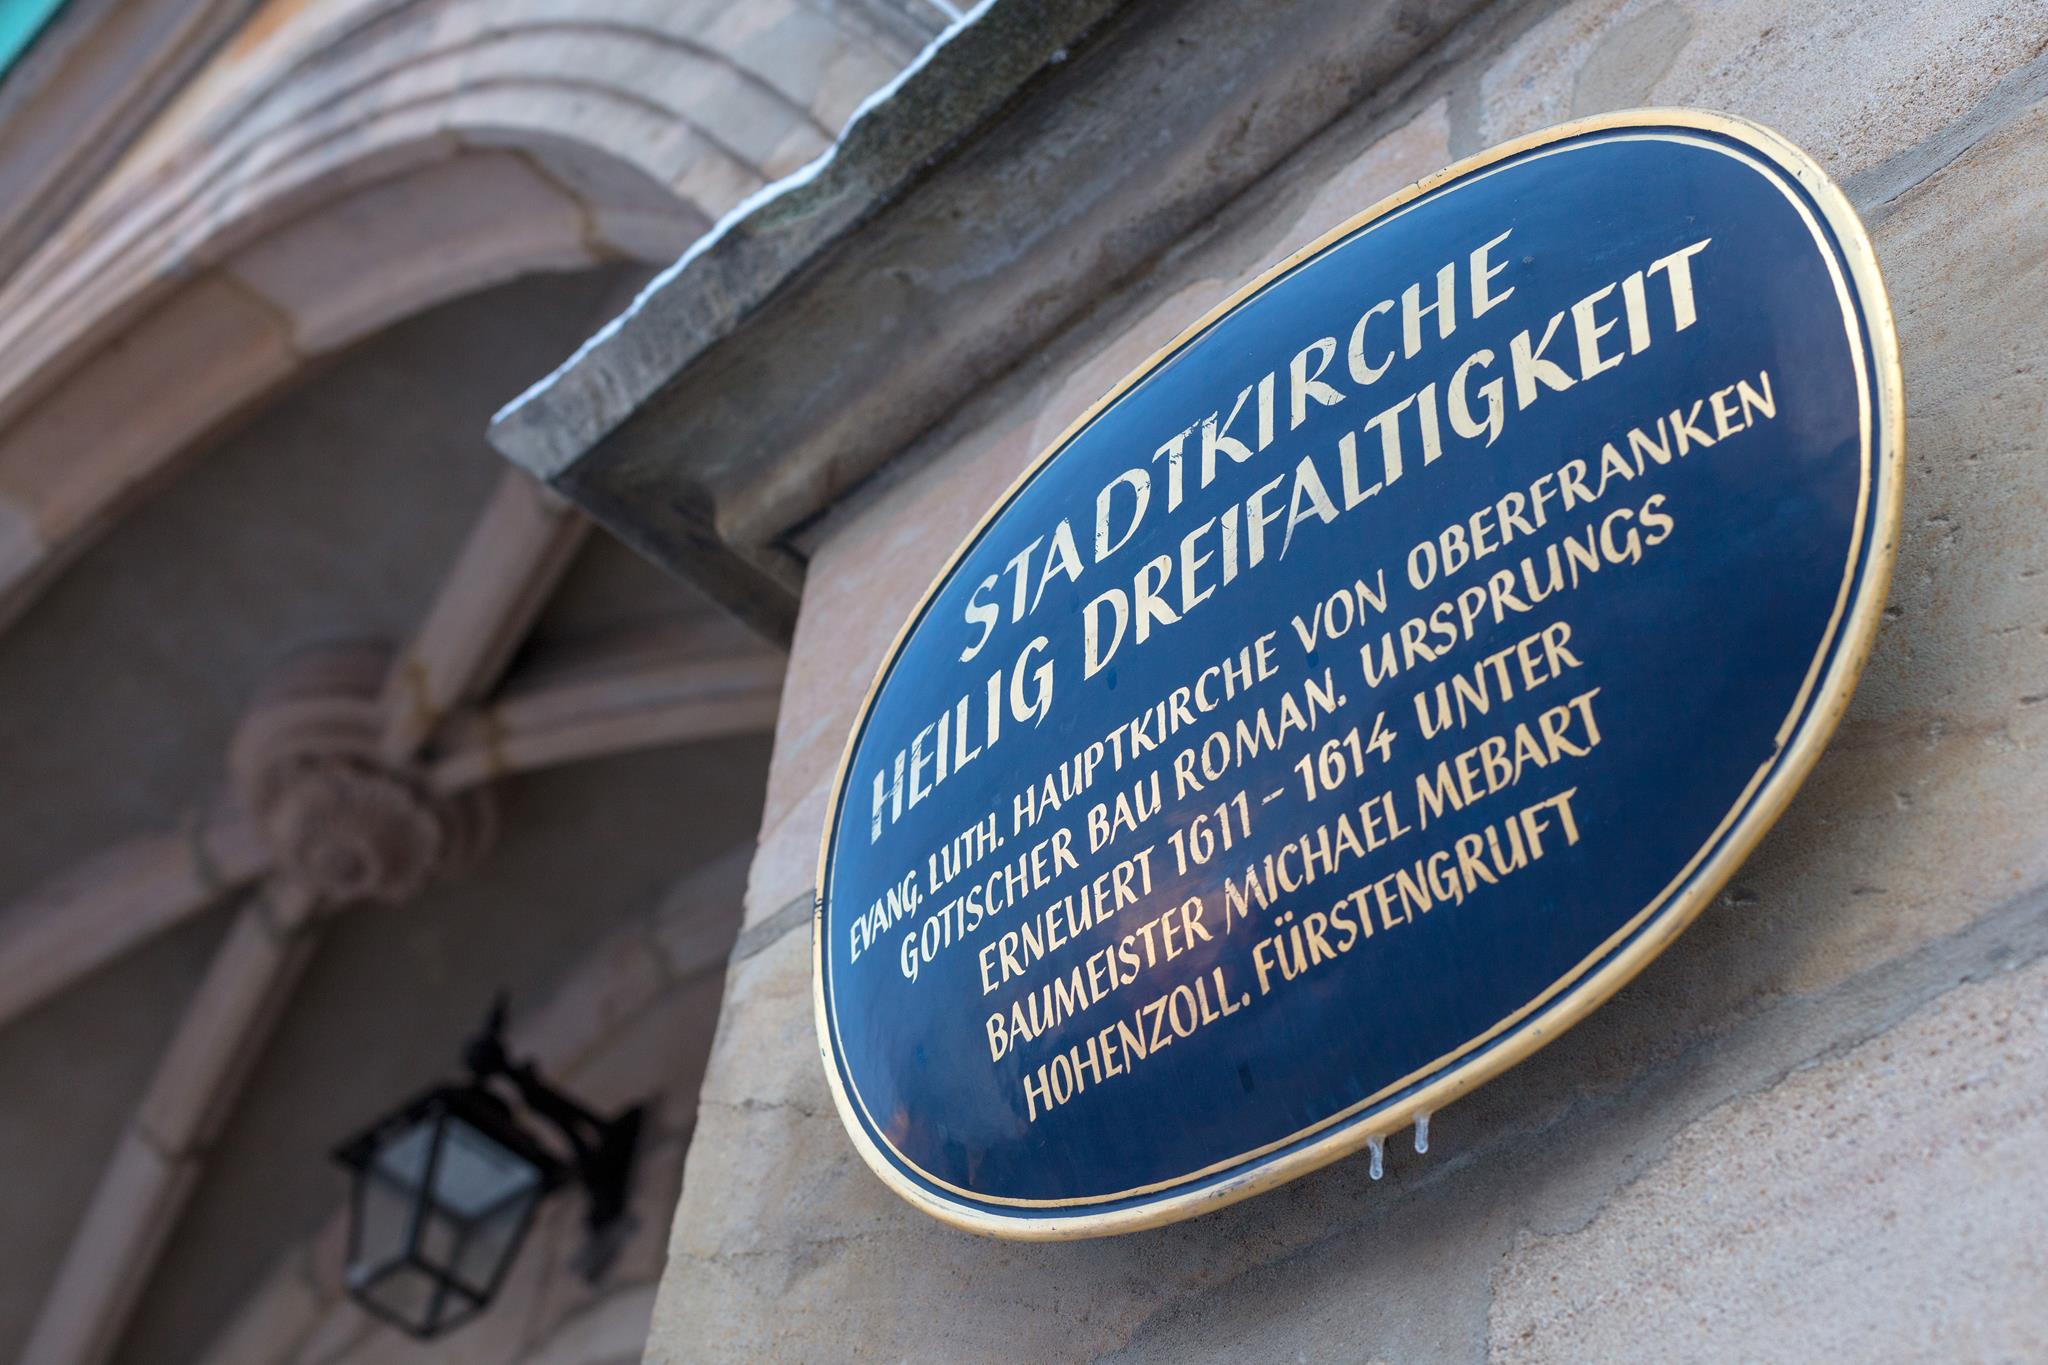 STADTKIRCHE
HEILIG DREIFALTIGKEIT
EVANG. LUTH. HAUPTKIRCHE VON OBERFRANKEN
GOTISCHER BAU ROMAN. URSPRUNGS
ERNEUERT 1611 – 1614 UNTER
BAUMEISTER MICHAEL MEBART
HOHENZOLL. FÜRSTENGRUFT